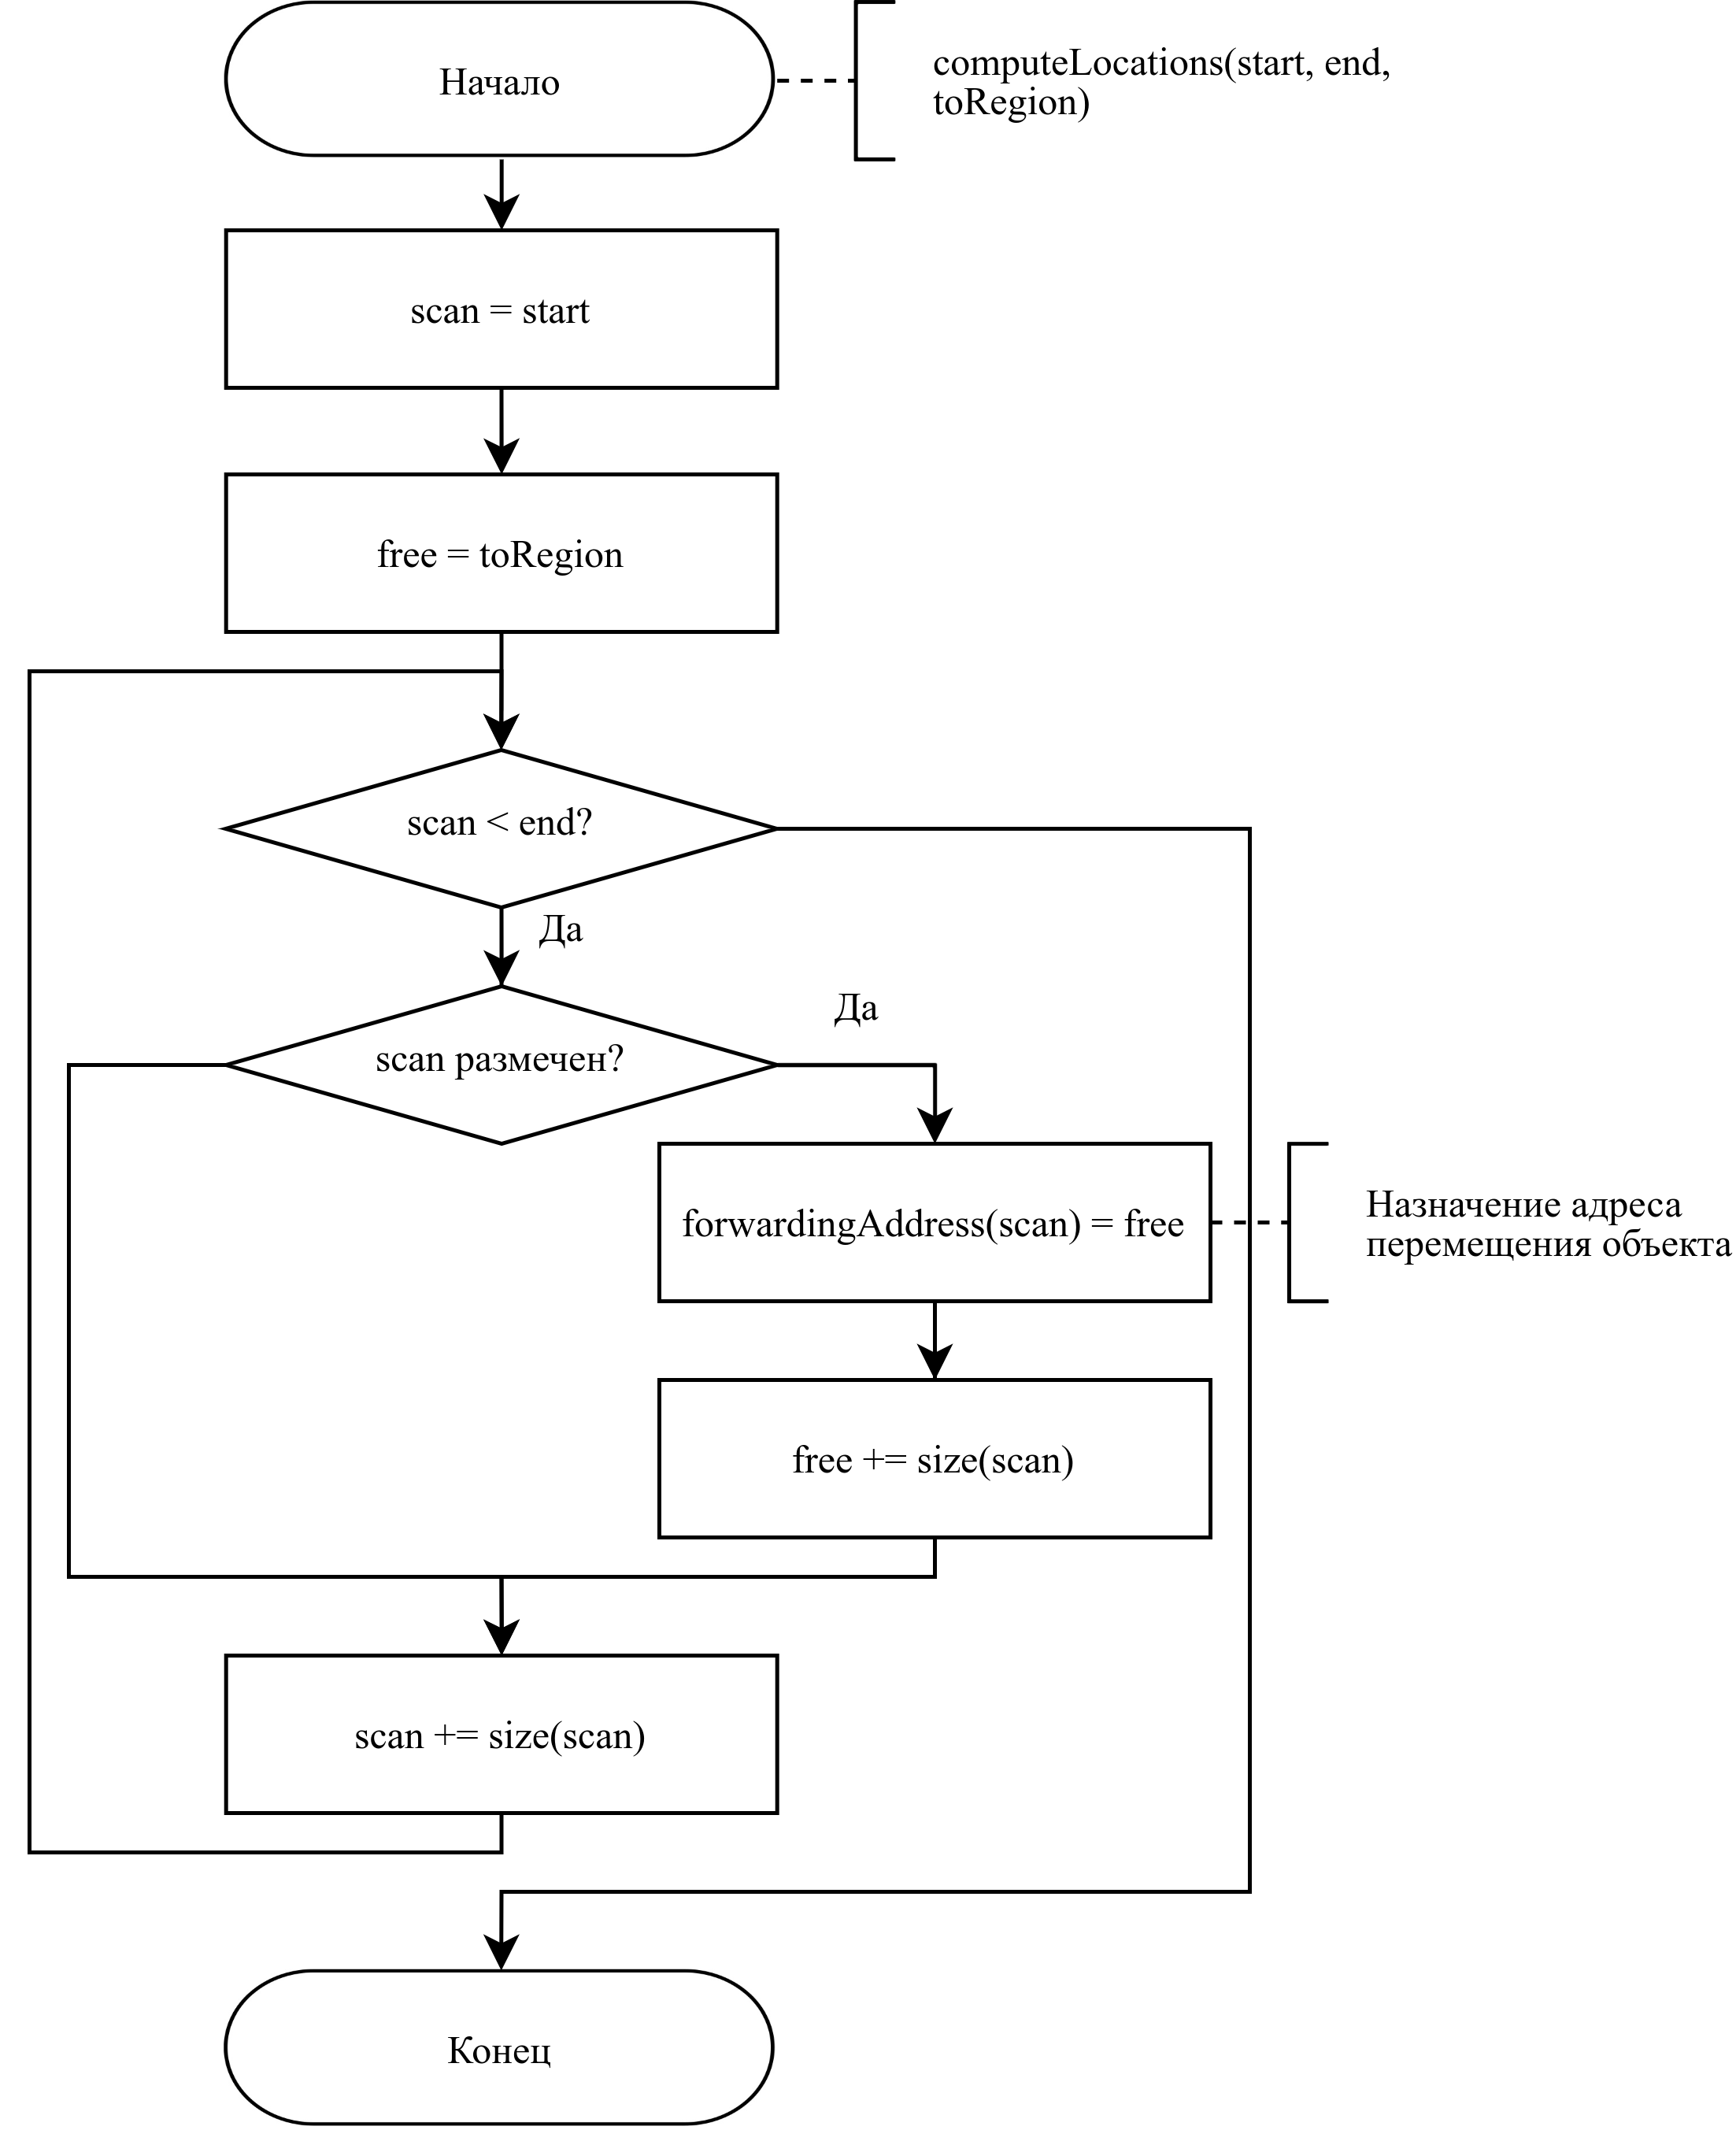 Начало
computeLocations(start, end,
toRegion)
scan = start
free = toRegion
scan < end?
Да
Да
scan размечен?
forwardingAddress(scan) = free
Назначение адреса
перемещения объекта
free += size(scan)
scan += size(scan)
Конец